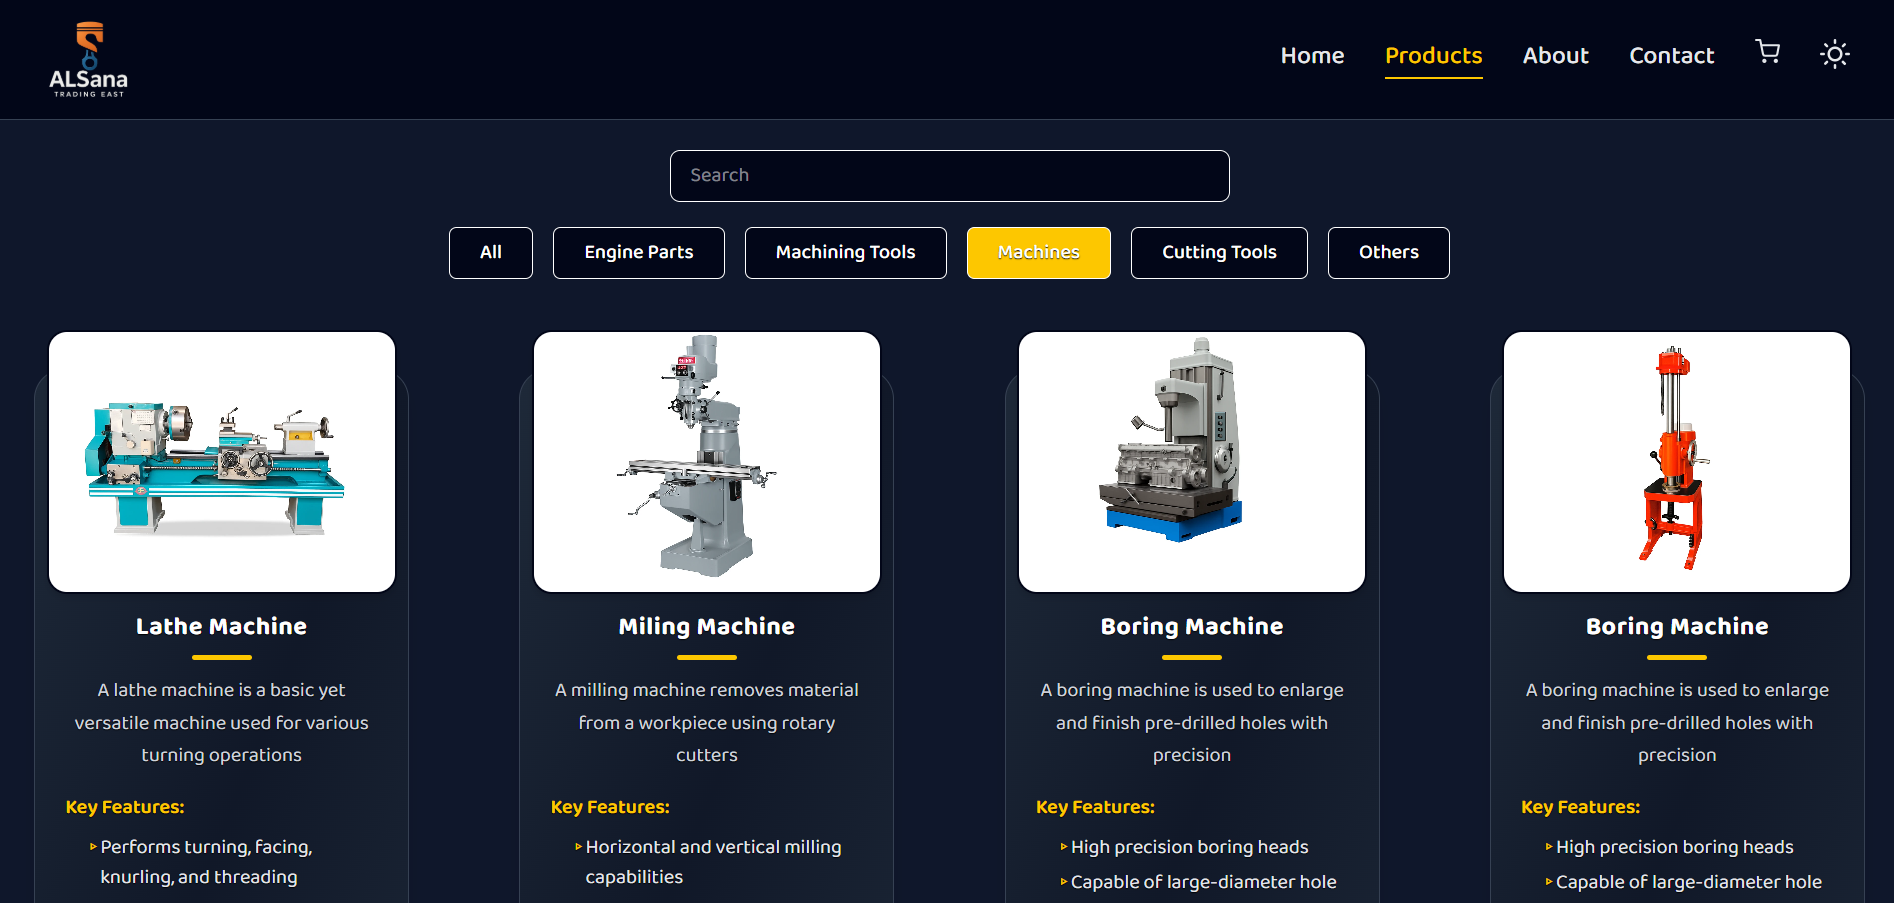 ALSana
TRADING EAST
Home
Products
About
Contact
Search
All
Engine Parts
Machining Tools
Machines
Cutting Tools
Others
Lathe Machine
A lathe machine is a basic yet
versatile machine used for various
turning operations
Key Features:
Performs turning, facing,
knurling, and threading
Miling Machine
A milling machine removes material
from a workpiece using rotary
cutters
Key Features:
Horizontal and vertical milling
capabilities
Boring Machine
A boring machine is used to enlarge
and finish pre-drilled holes with
precision
Key Features:
High precision boring heads
Capable of large-diameter hole
Boring Machine
A boring machine is used to enlarge
and finish pre-drilled holes with
precision
Key Features:
High precision boring heads
Capable of large-diameter hole